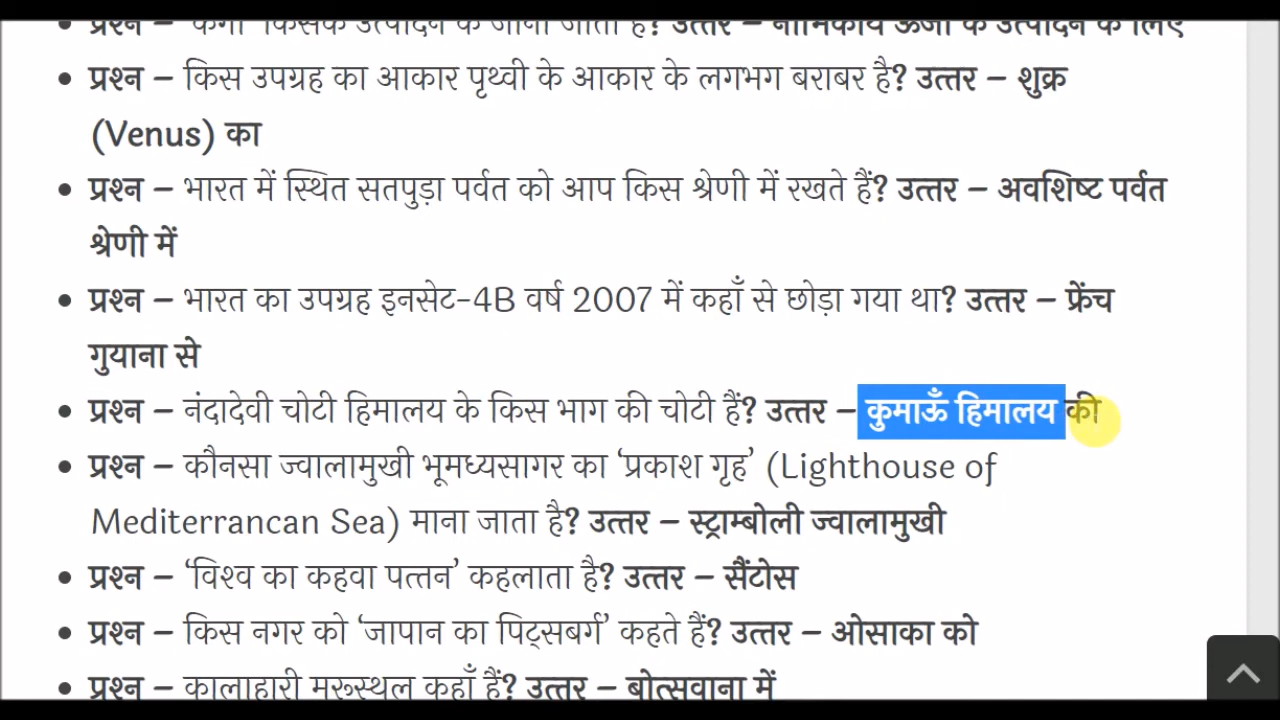 प्रश्न – किस उपग्रह का आकार पृथ्वी के आकार के लगभग बराबर है? उत्तर – शुक्र
(Venus) का
प्रश्न – भारत में स्थित सतपुड़ा पर्वत को आप किस श्रेणी में रखते हैं? उत्तर – अवशिष्ट पर्वत
श्रेणी में
प्रश्न – भारत का उपग्रह इनसेट-4B वर्ष 2007 में कहाँ से छोड़ा गया था? उत्तर – फ्रेंच
गुयाना से
प्रश्न – नंदादेवी चोटी हिमालय के किस भाग की चोटी हैं? उत्तर – कुमाऊँ हिमालय की
प्रश्न – कौनसा ज्वालामुखी भूमध्यसागर का ‘प्रकाश गृह’ (Lighthouse of
Mediterrancan Sea) माना जाता है? उत्तर – स्ट्राम्बोली ज्वालामुखी
प्रश्न – ‘विश्व का कहवा पत्तन’ कहलाता है? उत्तर – सैंटोस
प्रश्न – किस नगर को ‘जापान का पिट्सबर्ग’ कहते हैं? उत्तर – ओसाका को
प्रश्न – कालाहारी मरुस्थल कहाँ हैं? उत्तर – बोत्सवाना में